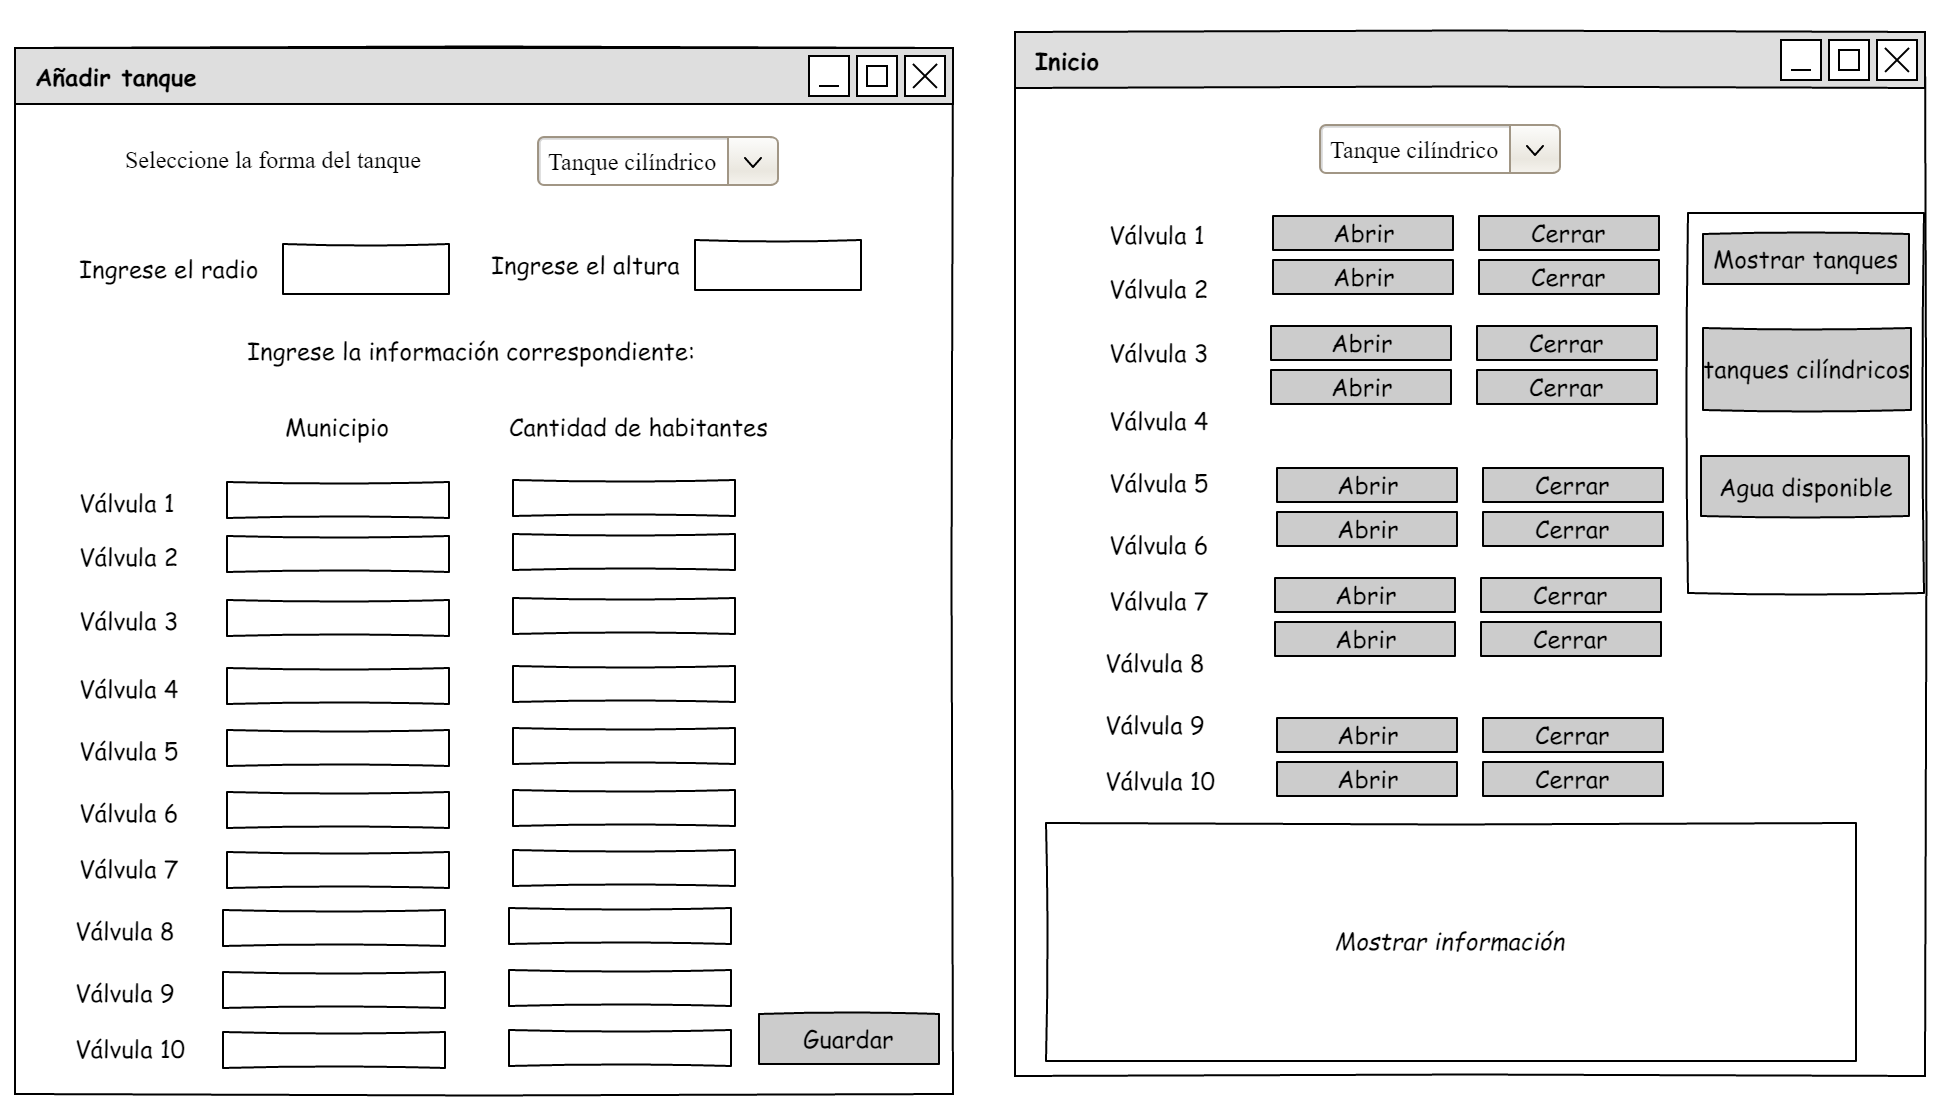 Añadir tanque
Seleccione la forma del tanque
Tanque cilíndrico
Ingrese el radio
Ingrese el altura
Ingrese la información correspondiente:
Municipio
Cantidad de habitantes
Válvula 1
Válvula 2
Válvula 3
Válvula 4
Válvula 5
Válvula 6
Válvula 7
Válvula 8
Válvula 9
Válvula 10
Guardar
Inicio
Tanque cilíndrico
Válvula 1 Abrir Cerrar
Válvula 2 Abrir Cerrar
Válvula 3 Abrir Cerrar
Válvula 4 Abrir Cerrar
Válvula 5 Abrir Cerrar
Válvula 6 Abrir Cerrar
Válvula 7 Abrir Cerrar
Válvula 8 Abrir Cerrar
Válvula 9 Abrir Cerrar
Válvula 10 Abrir Cerrar
Mostrar tanques
tanques cilíndricos
Agua disponible
Mostrar información